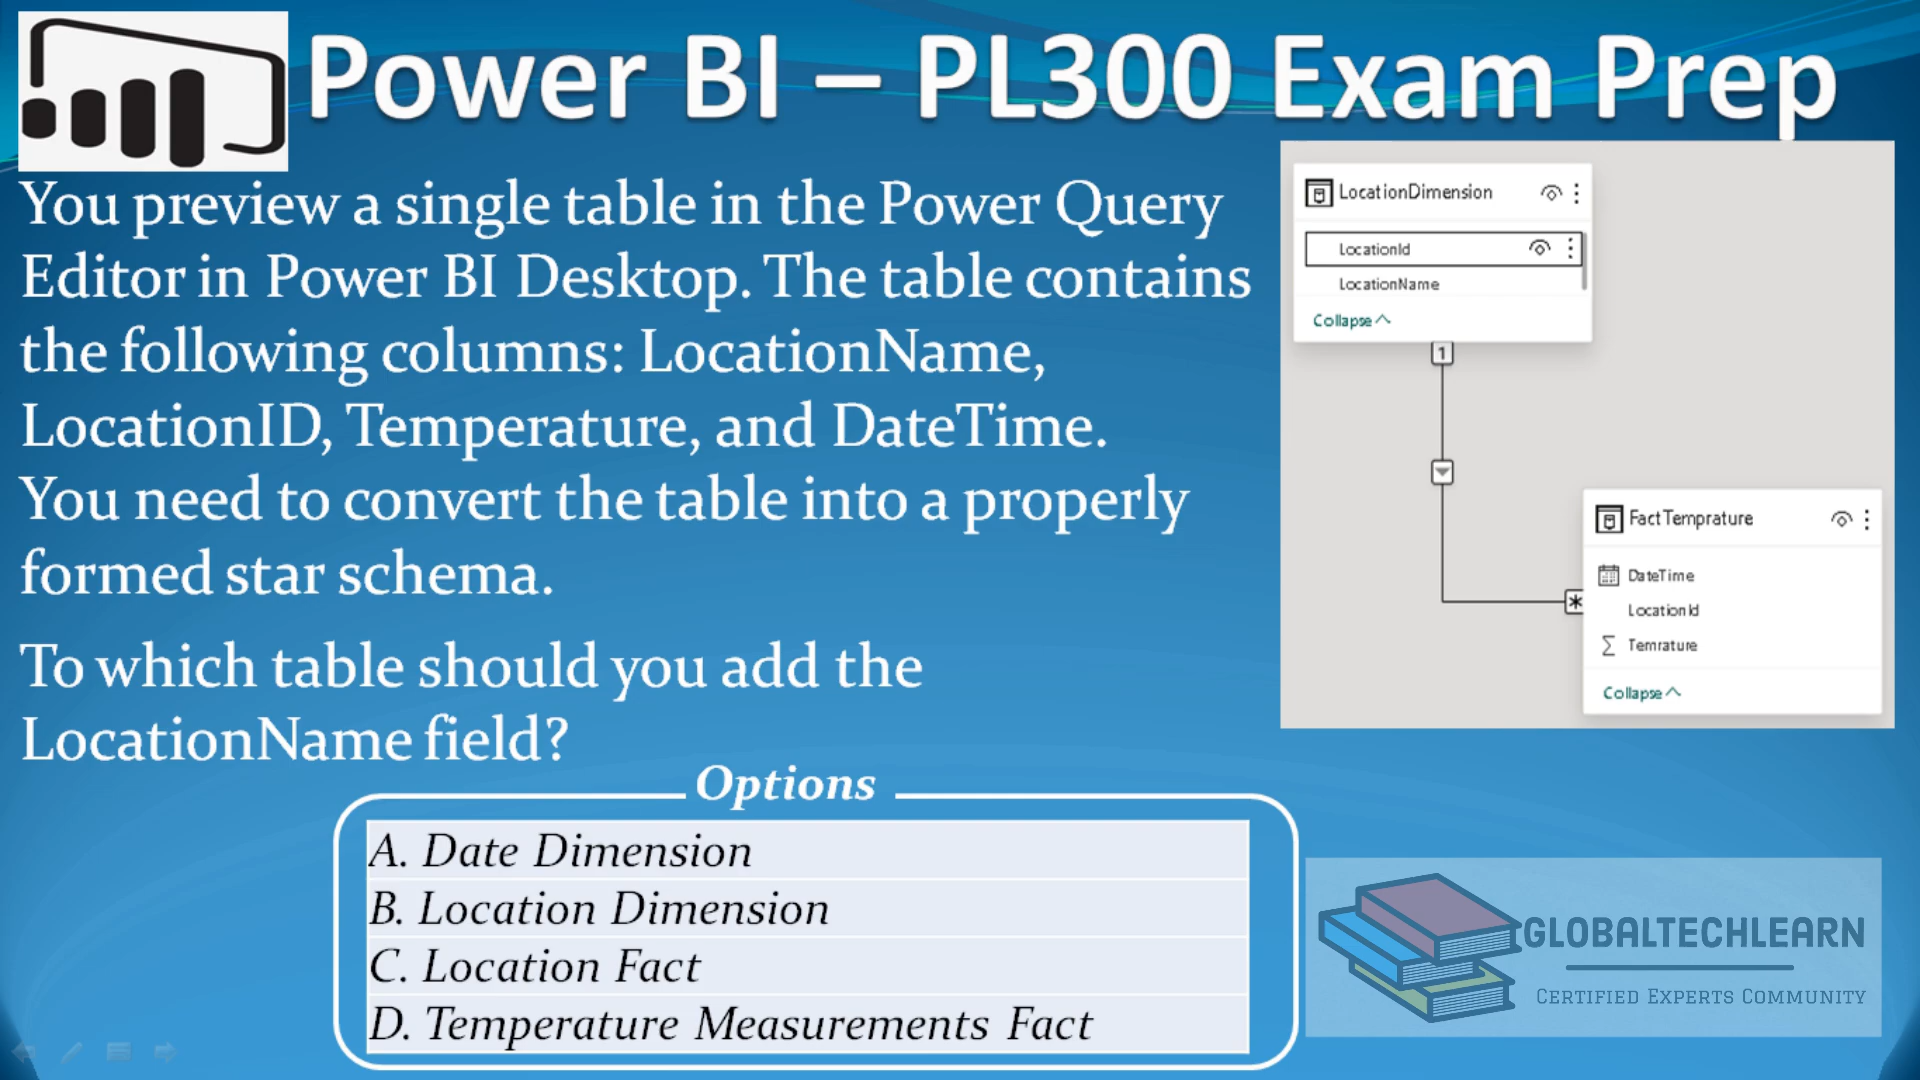 Power BI – PL300 Exam Prep
You preview a single table in the Power Query
Editor in Power BI Desktop. The table contains
the following columns: LocationName,
LocationID, Temperature, and DateTime.
You need to convert the table into a properly
formed star schema.
To which table should you add the
LocationName field?
LocationDimension
LocationId
LocationName
Collapse
1
*
FactTemprature
DateTime
LocationId
Σ Temrature
Collapse
Options
A. Date Dimension
B. Location Dimension
C. Location Fact
D. Temperature Measurements Fact
GLOBALTECHLEARN
CERTIFIED EXPERTS COMMUNITY